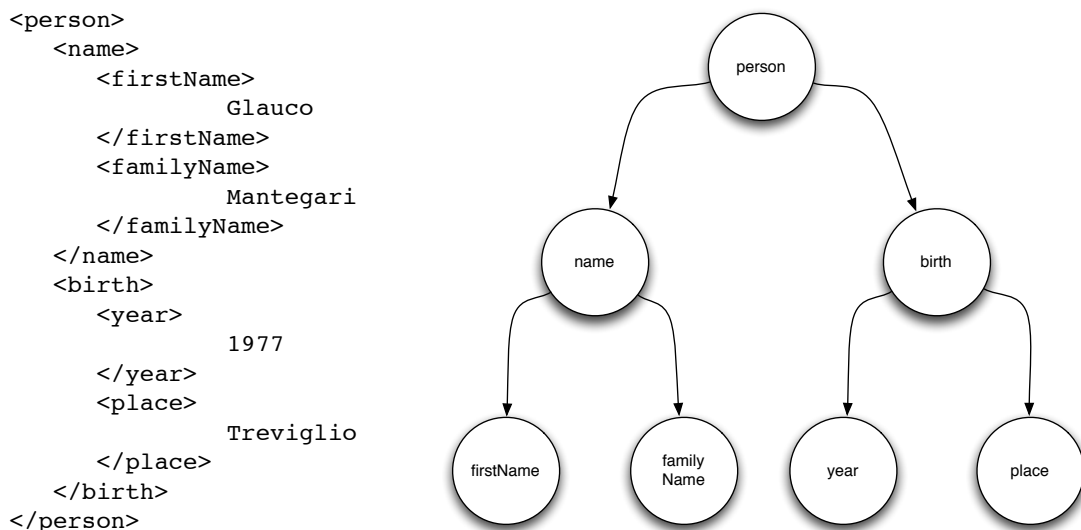 <person>
   <name>
      <firstName>
               Glauco
      </firstName>
      <familyName>
               Mantegari
      </familyName>
   </name>
   <birth>
      <year>
               1977
      </year>
      <place>
               Treviglio
      </place>
   </birth>
</person>
person
name
birth
firstName
family
Name
year
place